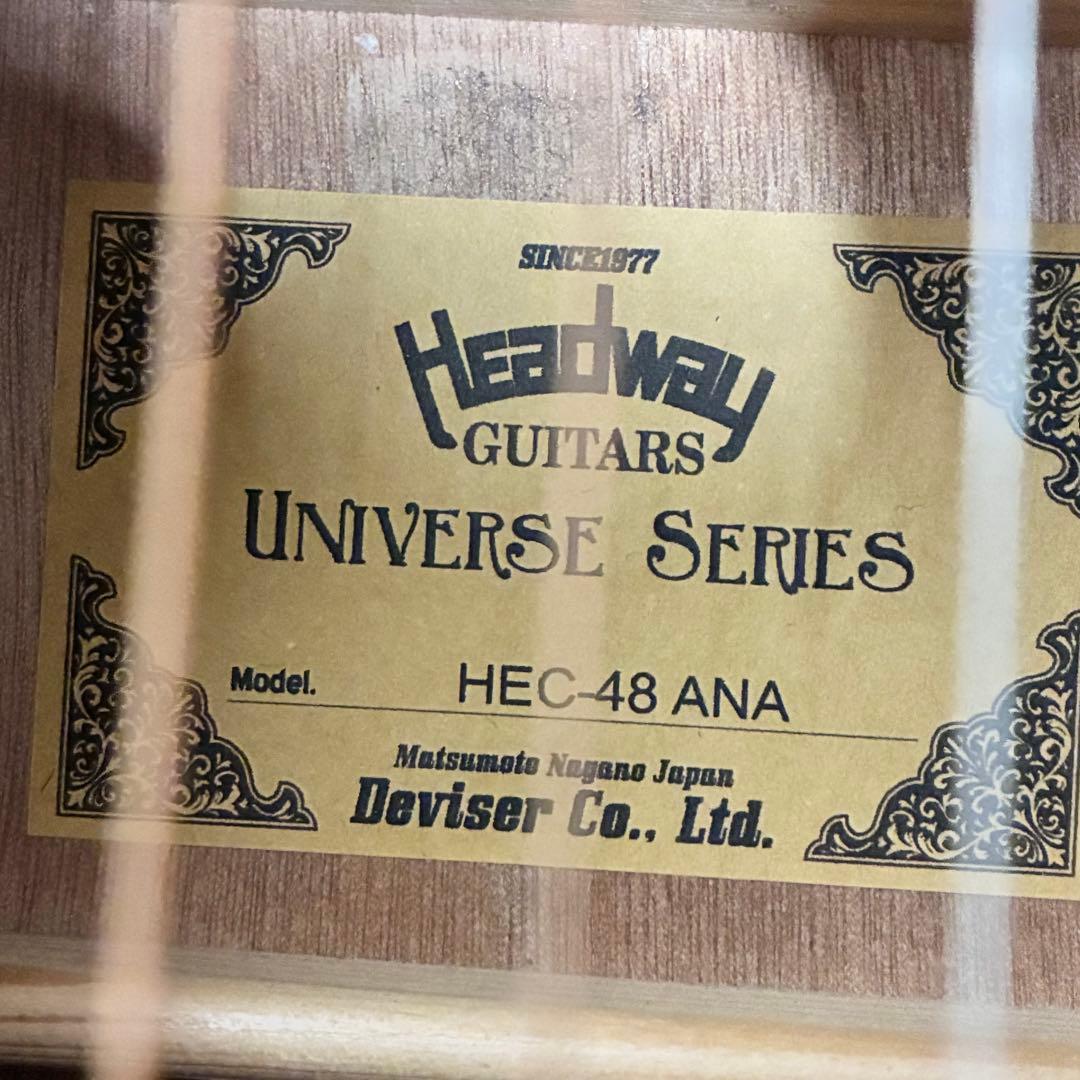 SINCE1977
Headway
GUITARS
UNIVERSE SERIES
Model. HEC-48 ANA
Matsumoto Nagano Japan
Deviser Co., Ltd.